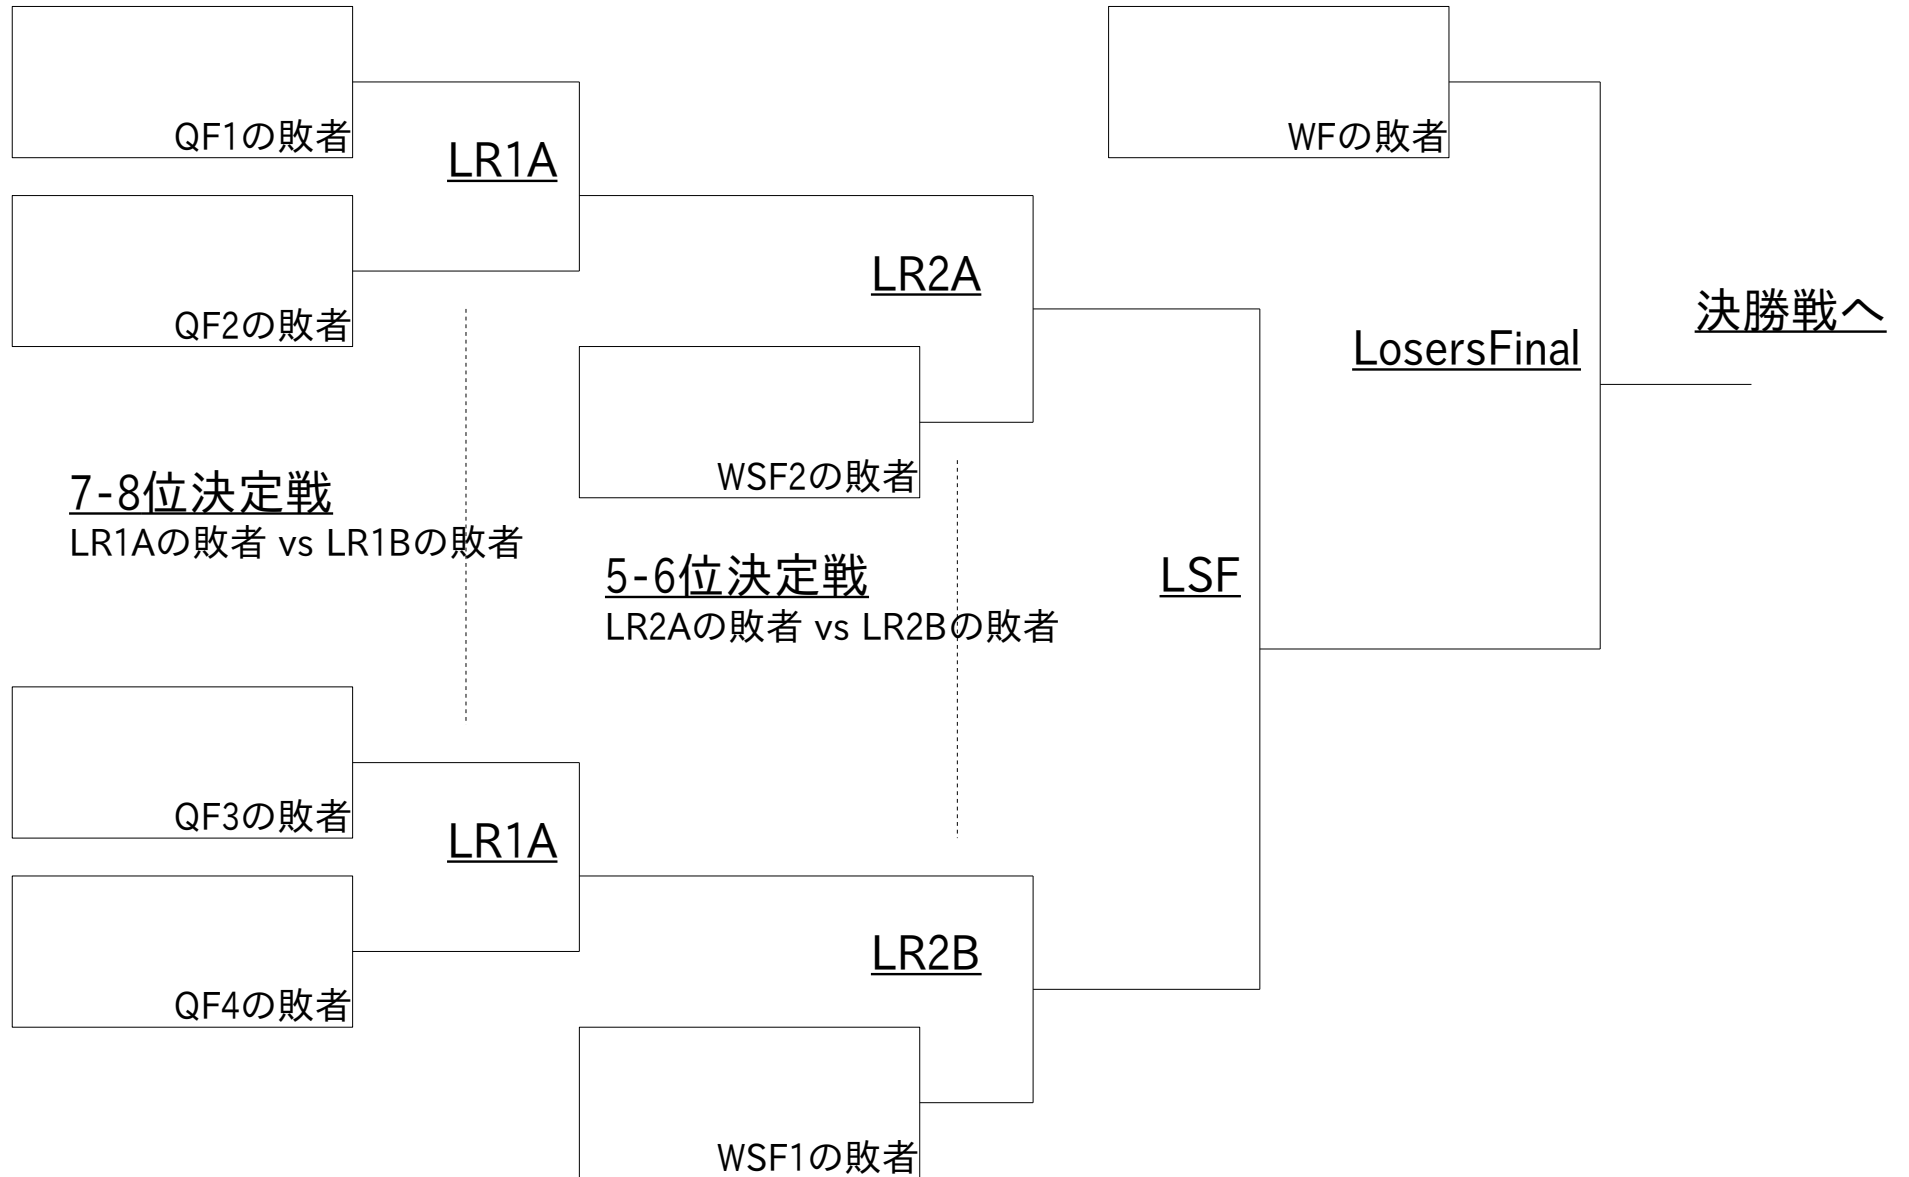 QF1の敗者
WFの敗者
LR1A
QF2の敗者
LR2A
決勝戦へ
LosersFinal
WSF2の敗者
7-8位決定戦
LR1Aの敗者 vs LR1Bの敗者
5-6位決定戦
LR2Aの敗者 vs LR2Bの敗者
LSF
QF3の敗者
LR1A
QF4の敗者
LR2B
WSF1の敗者